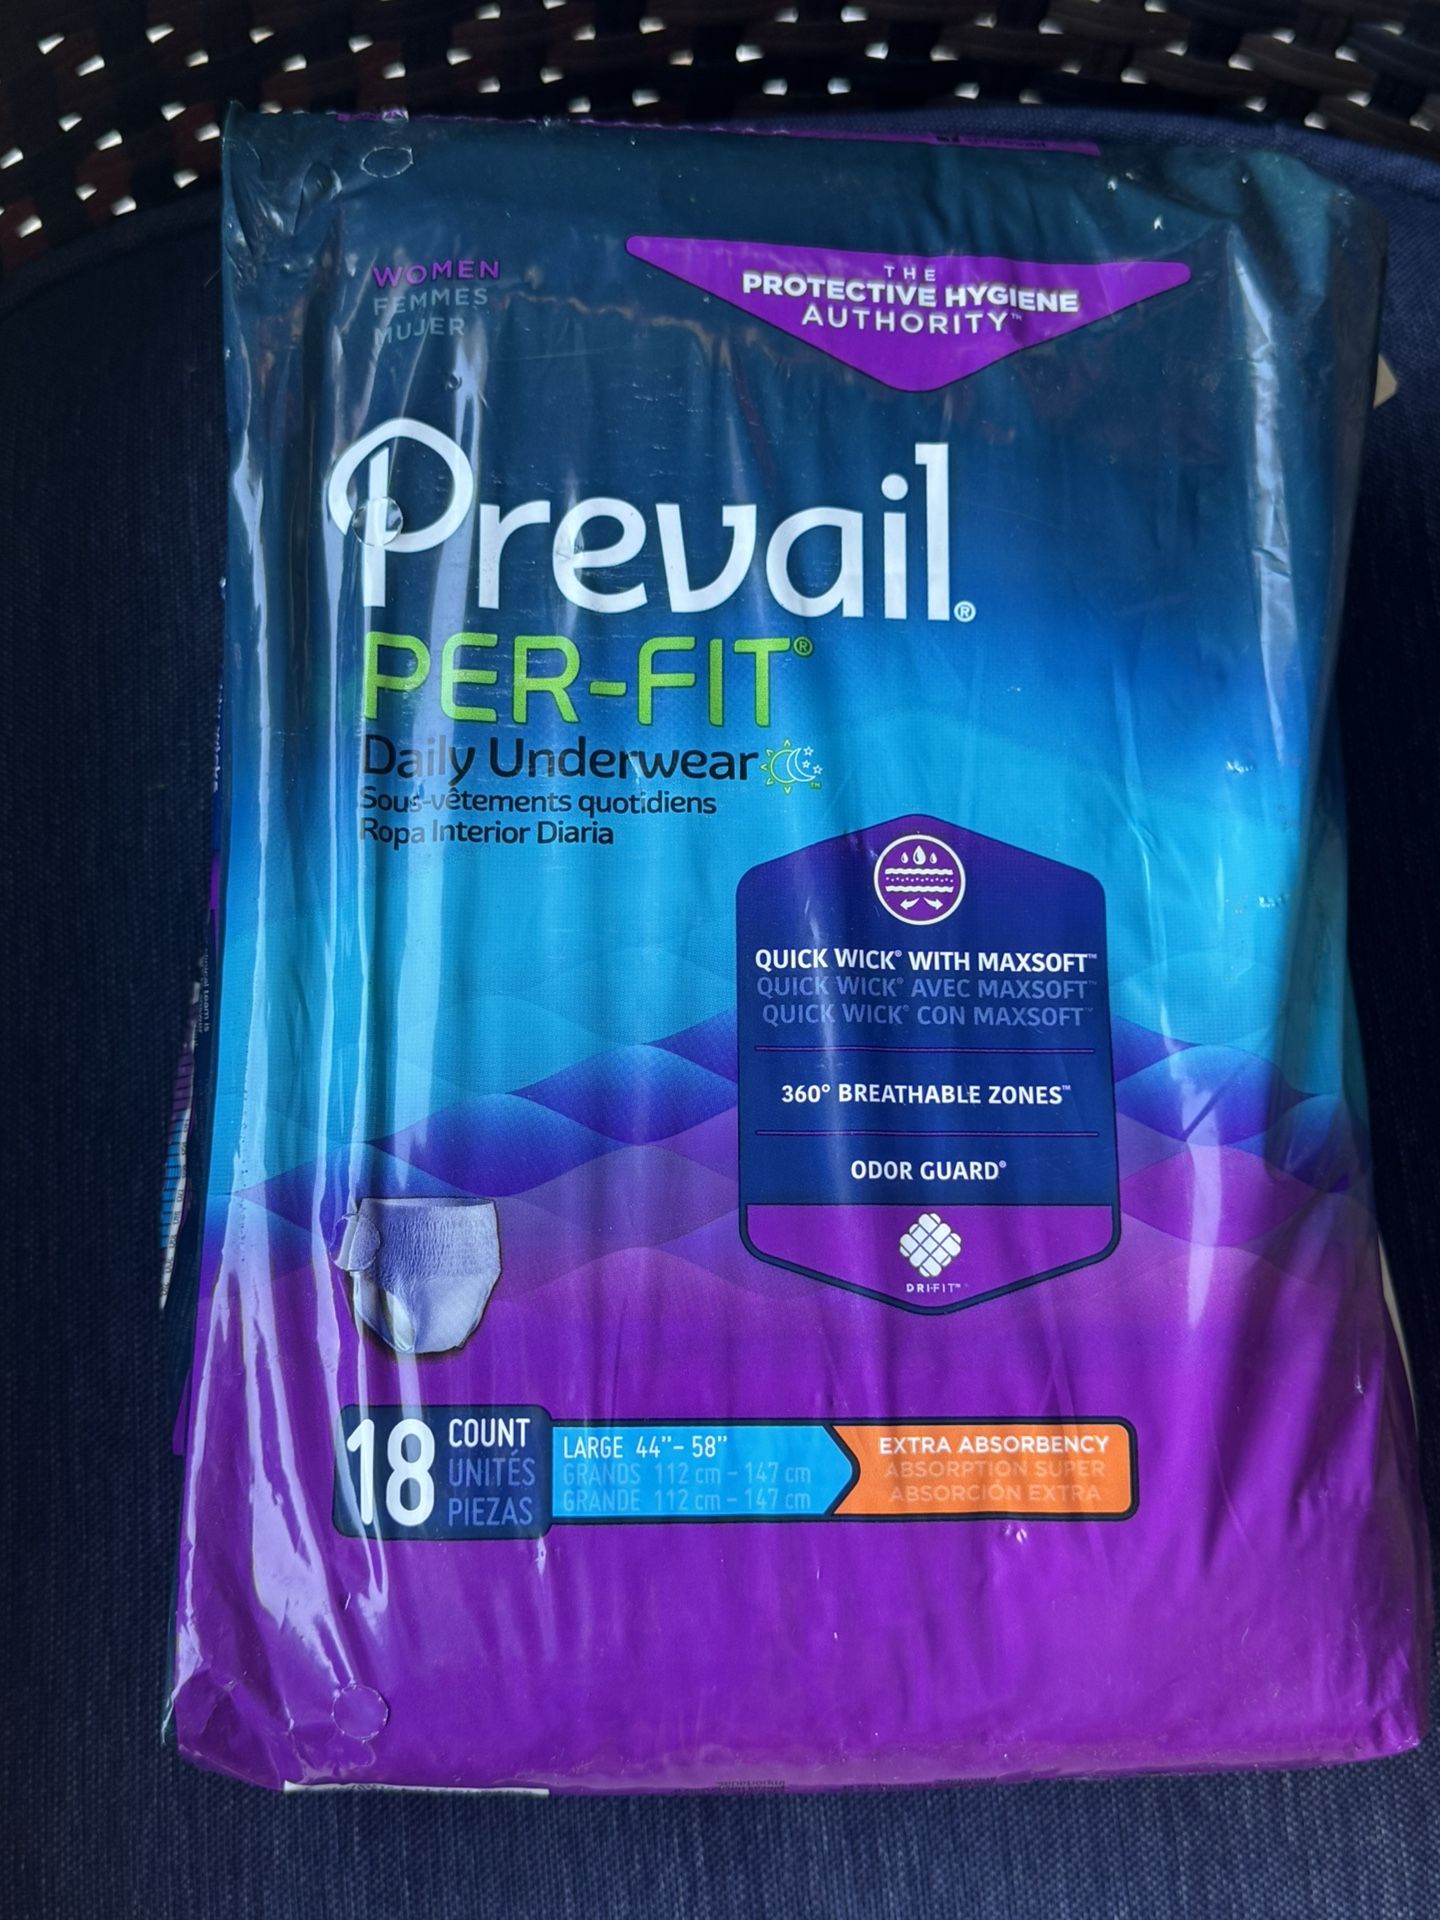 WOMEN
FEMMES
MUJER
THE
PROTECTIVE HYGIENE
AUTHORITY™
Prevail®
PER-FIT®
Daily Underwear
Sous-vêtements quotidiens
Ropa Interior Diaria
QUICK WICK® WITH MAXSOFT™
QUICK WICK® AVEC MAXSOFT™
QUICK WICK® CON MAXSOFT™
360° BREATHABLE ZONES™
ODOR GUARD®
DRI-FIT™
18 COUNT
UNITÉS
PIEZAS
LARGE 44"- 58"
GRANDS 112 cm - 147 cm
GRANDE 112 cm - 147 cm
EXTRA ABSORBENCY
ABSORPTION SUPER
ABSORCIÓN EXTRA